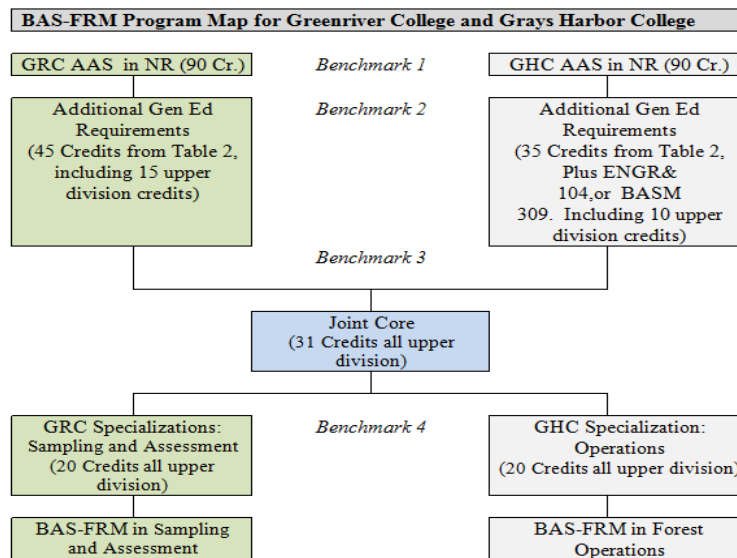 BAS-FRM Program Map for Greenriver College and Grays Harbor College
GRC AAS in NR (90 Cr.)
Benchmark 1
GHC AAS in NR (90 Cr.)
Additional Gen Ed
Requirements
(45 Credits from Table 2,
including 15 upper
division credits)
Benchmark 2
Additional Gen Ed
Requirements
(35 Credits from Table 2,
Plus ENGR&
104,or BASM
309. Including 10 upper
division credits)
Benchmark 3
Joint Core
(31 Credits all upper
division)
GRC Specializations:
Sampling and Assessment
(20 Credits all upper
division)
Benchmark 4
GHC Specialization:
Operations
(20 Credits all upper division)
BAS-FRM in Sampling
and Assessment
BAS-FRM in Forest
Operations